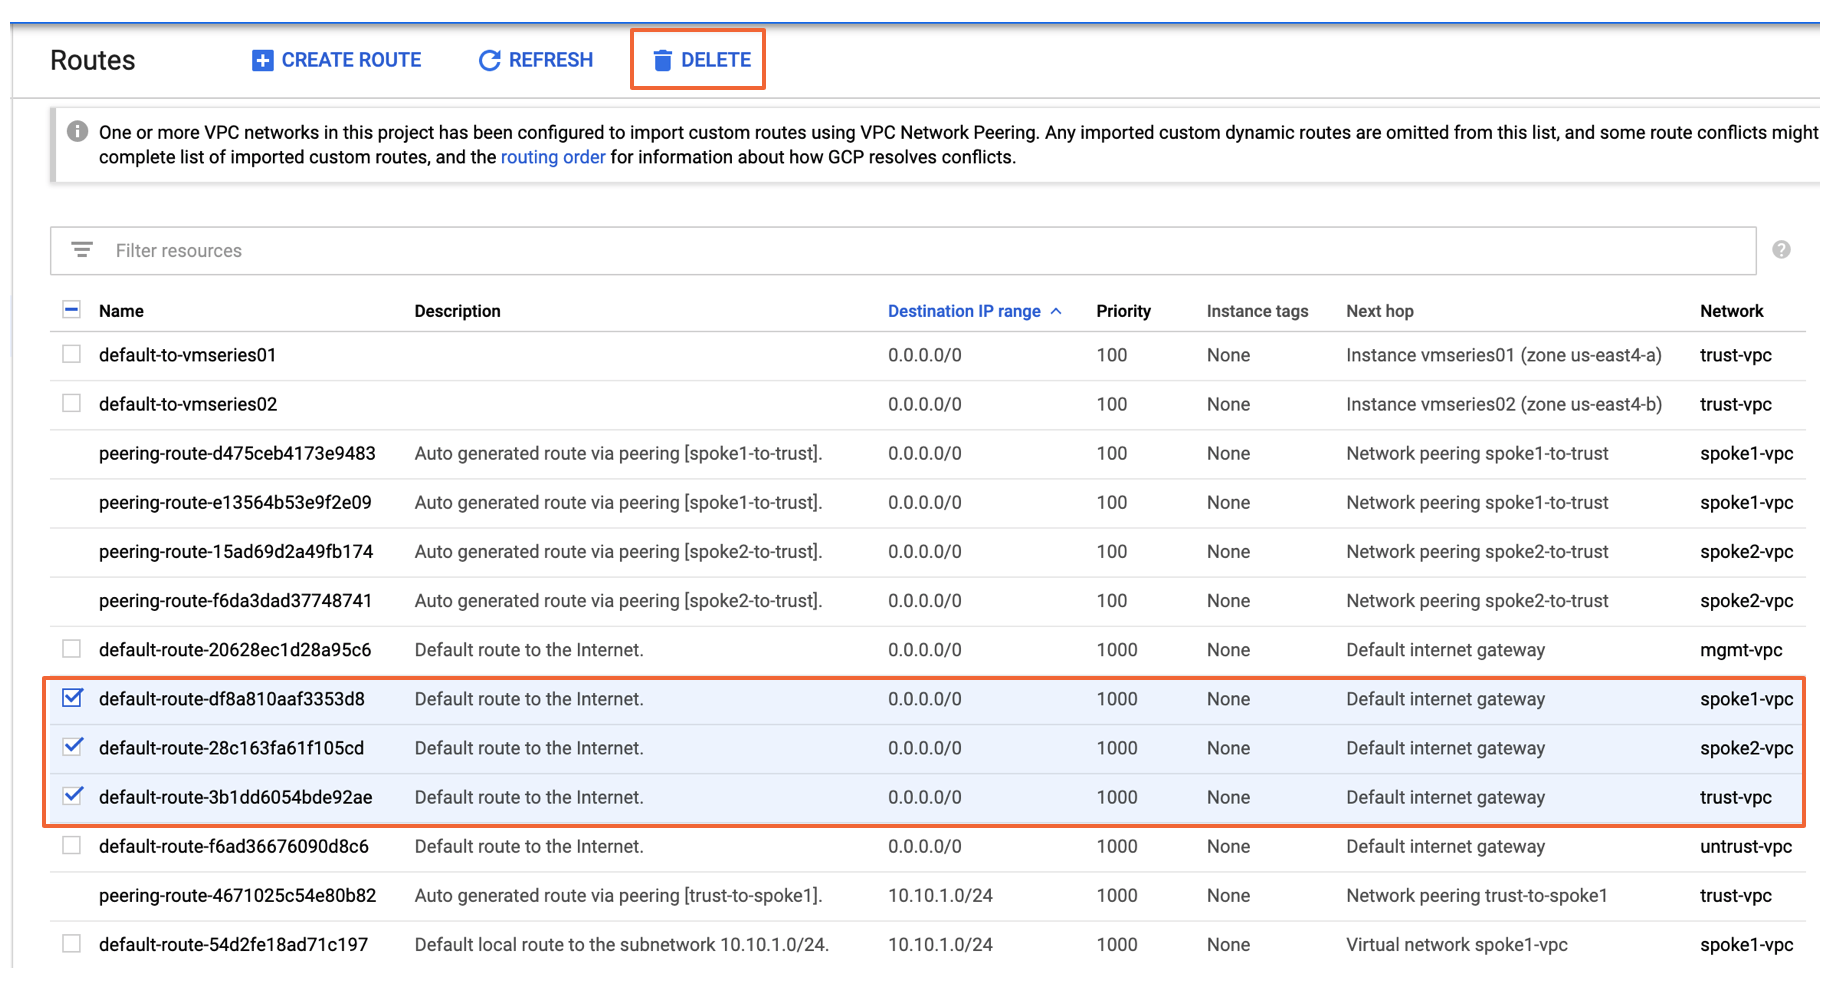 Routes CREATE ROUTE REFRESH DELETE
One or more VPC networks in this project has been configured to import custom routes using VPC Network Peering. Any imported custom dynamic routes are omitted from this list, and some route conflicts might
complete list of imported custom routes, and the routing order for information about how GCP resolves conflicts.
Filter resources
Name Description Destination IP range Priority Instance tags Next hop Network
default-to-vmseries01 0.0.0.0/0 100 None Instance vmseries01 (zone us-east4-a) trust-vpc
default-to-vmseries02 0.0.0.0/0 100 None Instance vmseries02 (zone us-east4-b) trust-vpc
peering-route-d475ceb4173e9483 Auto generated route via peering [spoke1-to-trust]. 0.0.0.0/0 100 None Network peering spoke1-to-trust spoke1-vpc
peering-route-e13564b53e9f2e09 Auto generated route via peering [spoke1-to-trust]. 0.0.0.0/0 100 None Network peering spoke1-to-trust spoke1-vpc
peering-route-15ad69d2a49fb174 Auto generated route via peering [spoke2-to-trust]. 0.0.0.0/0 100 None Network peering spoke2-to-trust spoke2-vpc
peering-route-f6da3dad37748741 Auto generated route via peering [spoke2-to-trust]. 0.0.0.0/0 100 None Network peering spoke2-to-trust spoke2-vpc
default-route-20628ec1d28a95c6 Default route to the Internet. 0.0.0.0/0 1000 None Default internet gateway mgmt-vpc
default-route-df8a810aaf3353d8 Default route to the Internet. 0.0.0.0/0 1000 None Default internet gateway spoke1-vpc
default-route-28c163fa61f105cd Default route to the Internet. 0.0.0.0/0 1000 None Default internet gateway spoke2-vpc
default-route-3b1dd6054bde92ae Default route to the Internet. 0.0.0.0/0 1000 None Default internet gateway trust-vpc
default-route-f6ad36676090d8c6 Default route to the Internet. 0.0.0.0/0 1000 None Default internet gateway untrust-vpc
peering-route-4671025c54e80b82 Auto generated route via peering [trust-to-spoke1]. 10.10.1.0/24 1000 None Network peering trust-to-spoke1 trust-vpc
default-route-54d2fe18ad71c197 Default local route to the subnetwork 10.10.1.0/24. 10.10.1.0/24 1000 None Virtual network spoke1-vpc spoke1-vpc